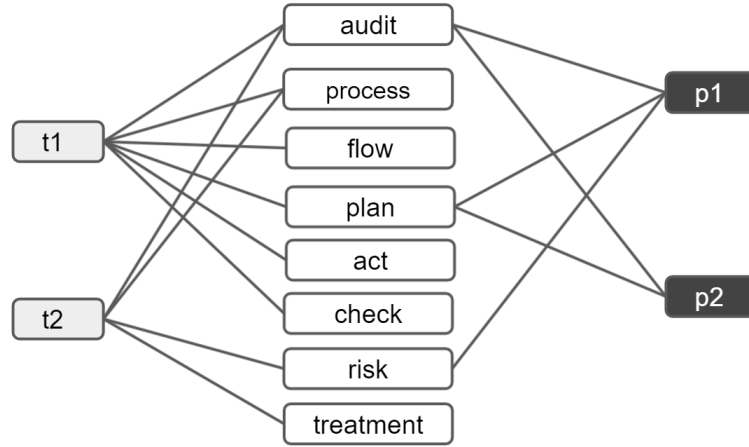 audit
process
p1
t1
flow
plan
act
p2
t2
check
risk
treatment